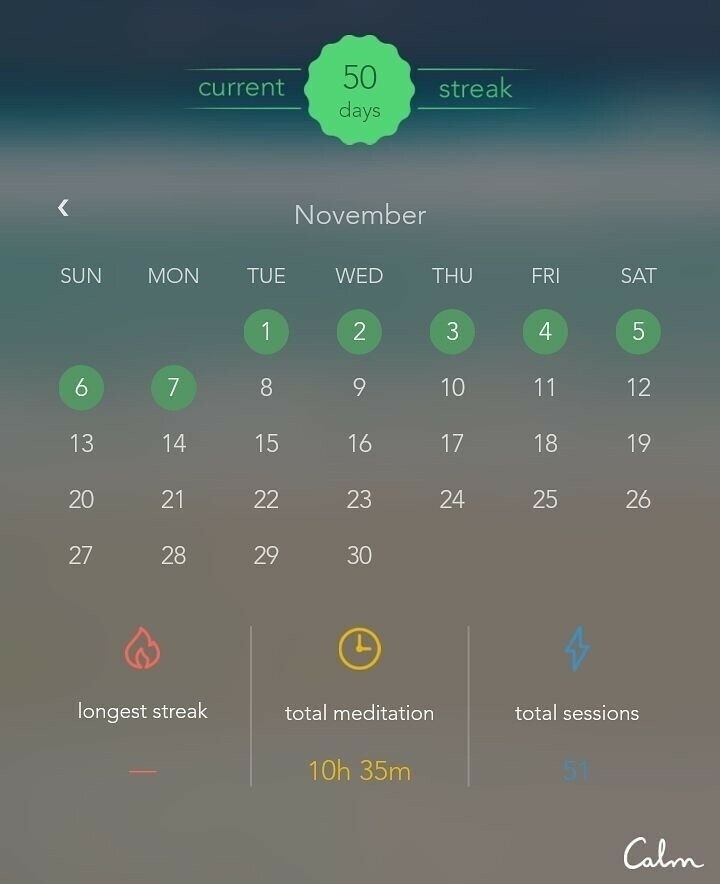 current 50 days streak
November
SUN MON TUE WED THU FRI SAT
1 2 3 4 5
6 7 8 9 10 11 12
13 14 15 16 17 18 19
20 21 22 23 24 25 26
27 28 29 30
longest streak total meditation total sessions
— 10h 35m 51
Calm